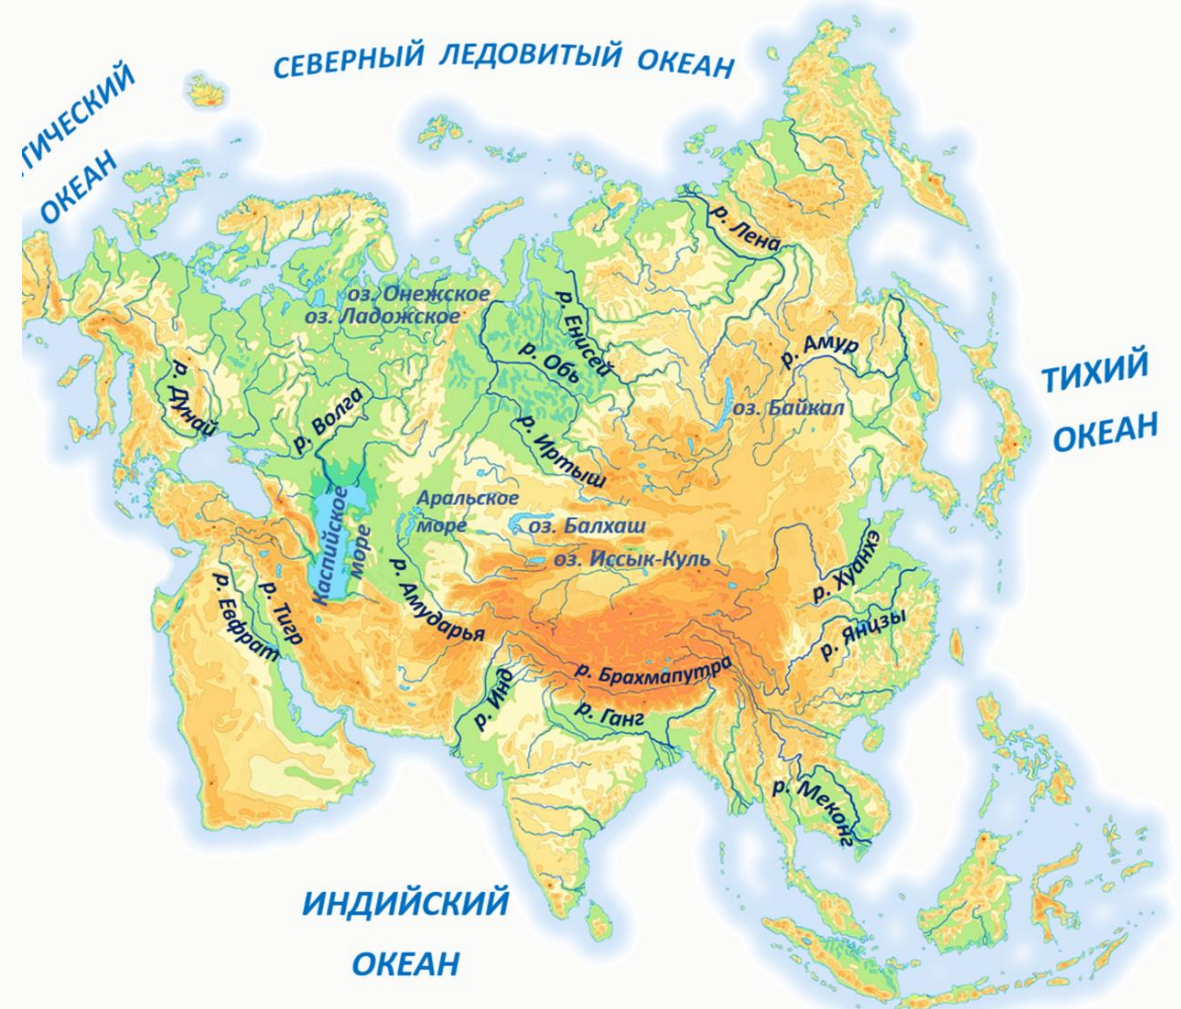 СЕВЕРНЫЙ ЛЕДОВИТЫЙ ОКЕАН
ТИЧЕСКИЙ
ОКЕАН
р. Лена
оз. Онежское
оз. Ладожское
р. Енисей
р. Обь
р. Амур
ТИХИЙ
ОКЕАН
р. Дунай
р. Волга
оз. Байкал
р. Иртыш
Аральское
море
Каспийское
море
оз. Балхаш
оз. Иссык-Куль
р. Хуанхэ
р. Амударья
р. Тигр
р. Евфрат
р. Янцзы
р. Брахмапутра
р. Инд
р. Ганг
р. Меконг
ИНДИЙСКИЙ
ОКЕАН